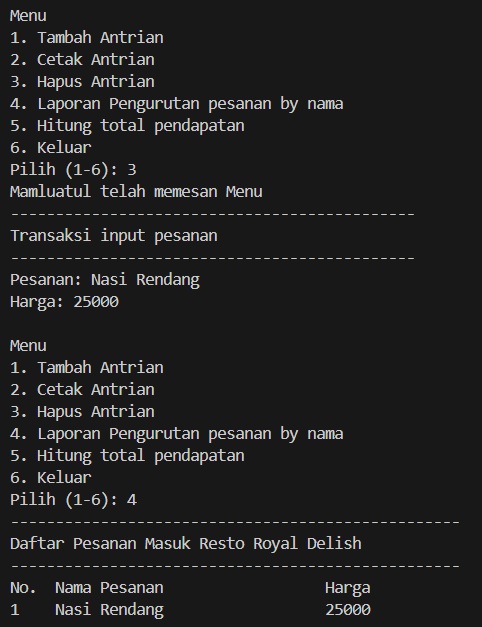 Menu
1. Tambah Antrian
2. Cetak Antrian
3. Hapus Antrian
4. Laporan Pengurutan pesanan by nama
5. Hitung total pendapatan
6. Keluar
Pilih (1-6): 3
Mamluatul telah memesan Menu
---------------------------------------------
Transaksi input pesanan
---------------------------------------------
Pesanan: Nasi Rendang
Harga: 25000
Menu
1. Tambah Antrian
2. Cetak Antrian
3. Hapus Antrian
4. Laporan Pengurutan pesanan by nama
5. Hitung total pendapatan
6. Keluar
Pilih (1-6): 4
--------------------------------------------------
Daftar Pesanan Masuk Resto Royal Delish
--------------------------------------------------
No.  Nama Pesanan                  Harga
1    Nasi Rendang                  25000